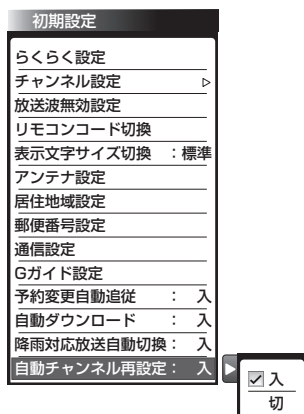 初期設定
らくらく設定
チャンネル設定
放送波無効設定
リモコンコード切換
表示文字サイズ切換 ：標準
アンテナ設定
居住地域設定
郵便番号設定
通信設定
Gガイド設定
予約変更自動追従 ： 入
自動ダウンロード ： 入
降雨対応放送自動切換： 入
自動チャンネル再設定： 入
入
切